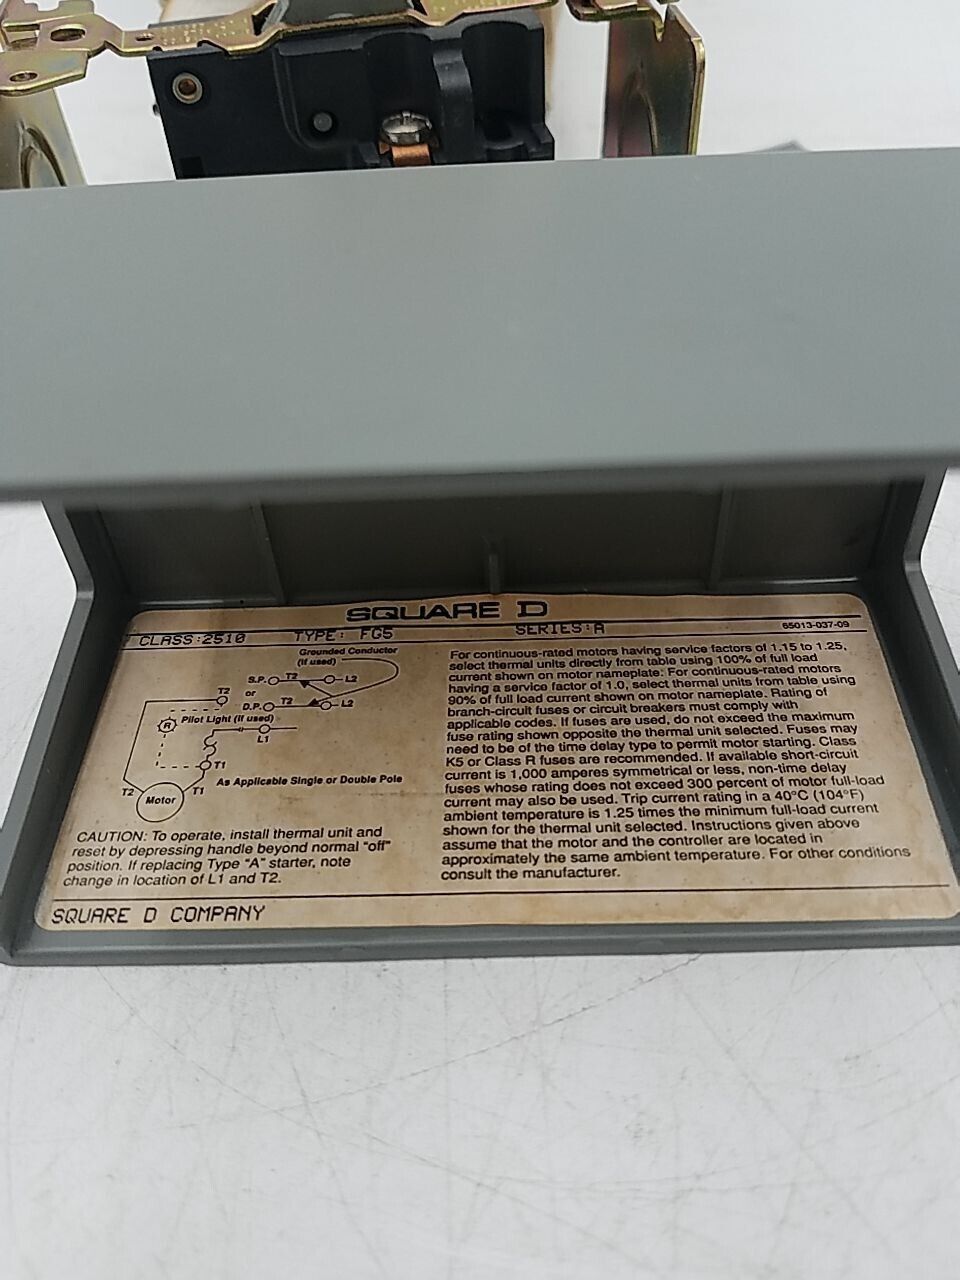 SQUARE D
CLASS:2510 TYPE: FG5 SERIES:A 65013-037-09
Grounded Conductor
(if used)
S.P. T2 L2
or
D.P. T2 L2
T2
R Pilot Light (if used)
L1
T1
As Applicable Single or Double Pole
T2 T1
Motor
CAUTION: To operate, install thermal unit and
reset by depressing handle beyond normal "off"
position. If replacing Type "A" starter, note
change in location of L1 and T2.
For continuous-rated motors having service factors of 1.15 to 1.25,
select thermal units directly from table using 100% of full load
current shown on motor nameplate. For continuous-rated motors
having a service factor of 1.0, select thermal units from table using
90% of full load current shown on motor nameplate. Rating of
branch-circuit fuses or circuit breakers must comply with
applicable codes. If fuses are used, do not exceed the maximum
fuse rating shown opposite the thermal unit selected. Fuses may
need to be of the time delay type to permit motor starting. Class
K5 or Class R fuses are recommended. If available short-circuit
current is 1,000 amperes symmetrical or less, non-time delay
fuses whose rating does not exceed 300 percent of motor full-load
current may also be used. Trip current rating in a 40°C (104°F)
ambient temperature is 1.25 times the minimum full-load current
shown for the thermal unit selected. Instructions given above
assume that the motor and the controller are located in
approximately the same ambient temperature. For other conditions
consult the manufacturer.
SQUARE D COMPANY